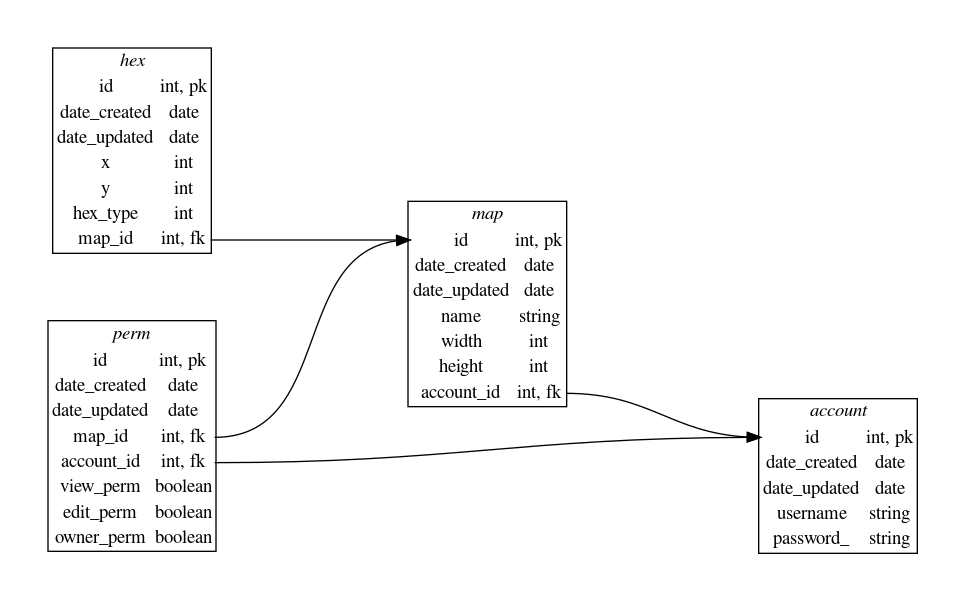 hex
id int, pk
date_created date
date_updated date
x int
y int
hex_type int
map_id int, fk
perm
id int, pk
date_created date
date_updated date
map_id int, fk
account_id int, fk
view_perm boolean
edit_perm boolean
owner_perm boolean
map
id int, pk
date_created date
date_updated date
name string
width int
height int
account_id int, fk
account
id int, pk
date_created date
date_updated date
username string
password_ string